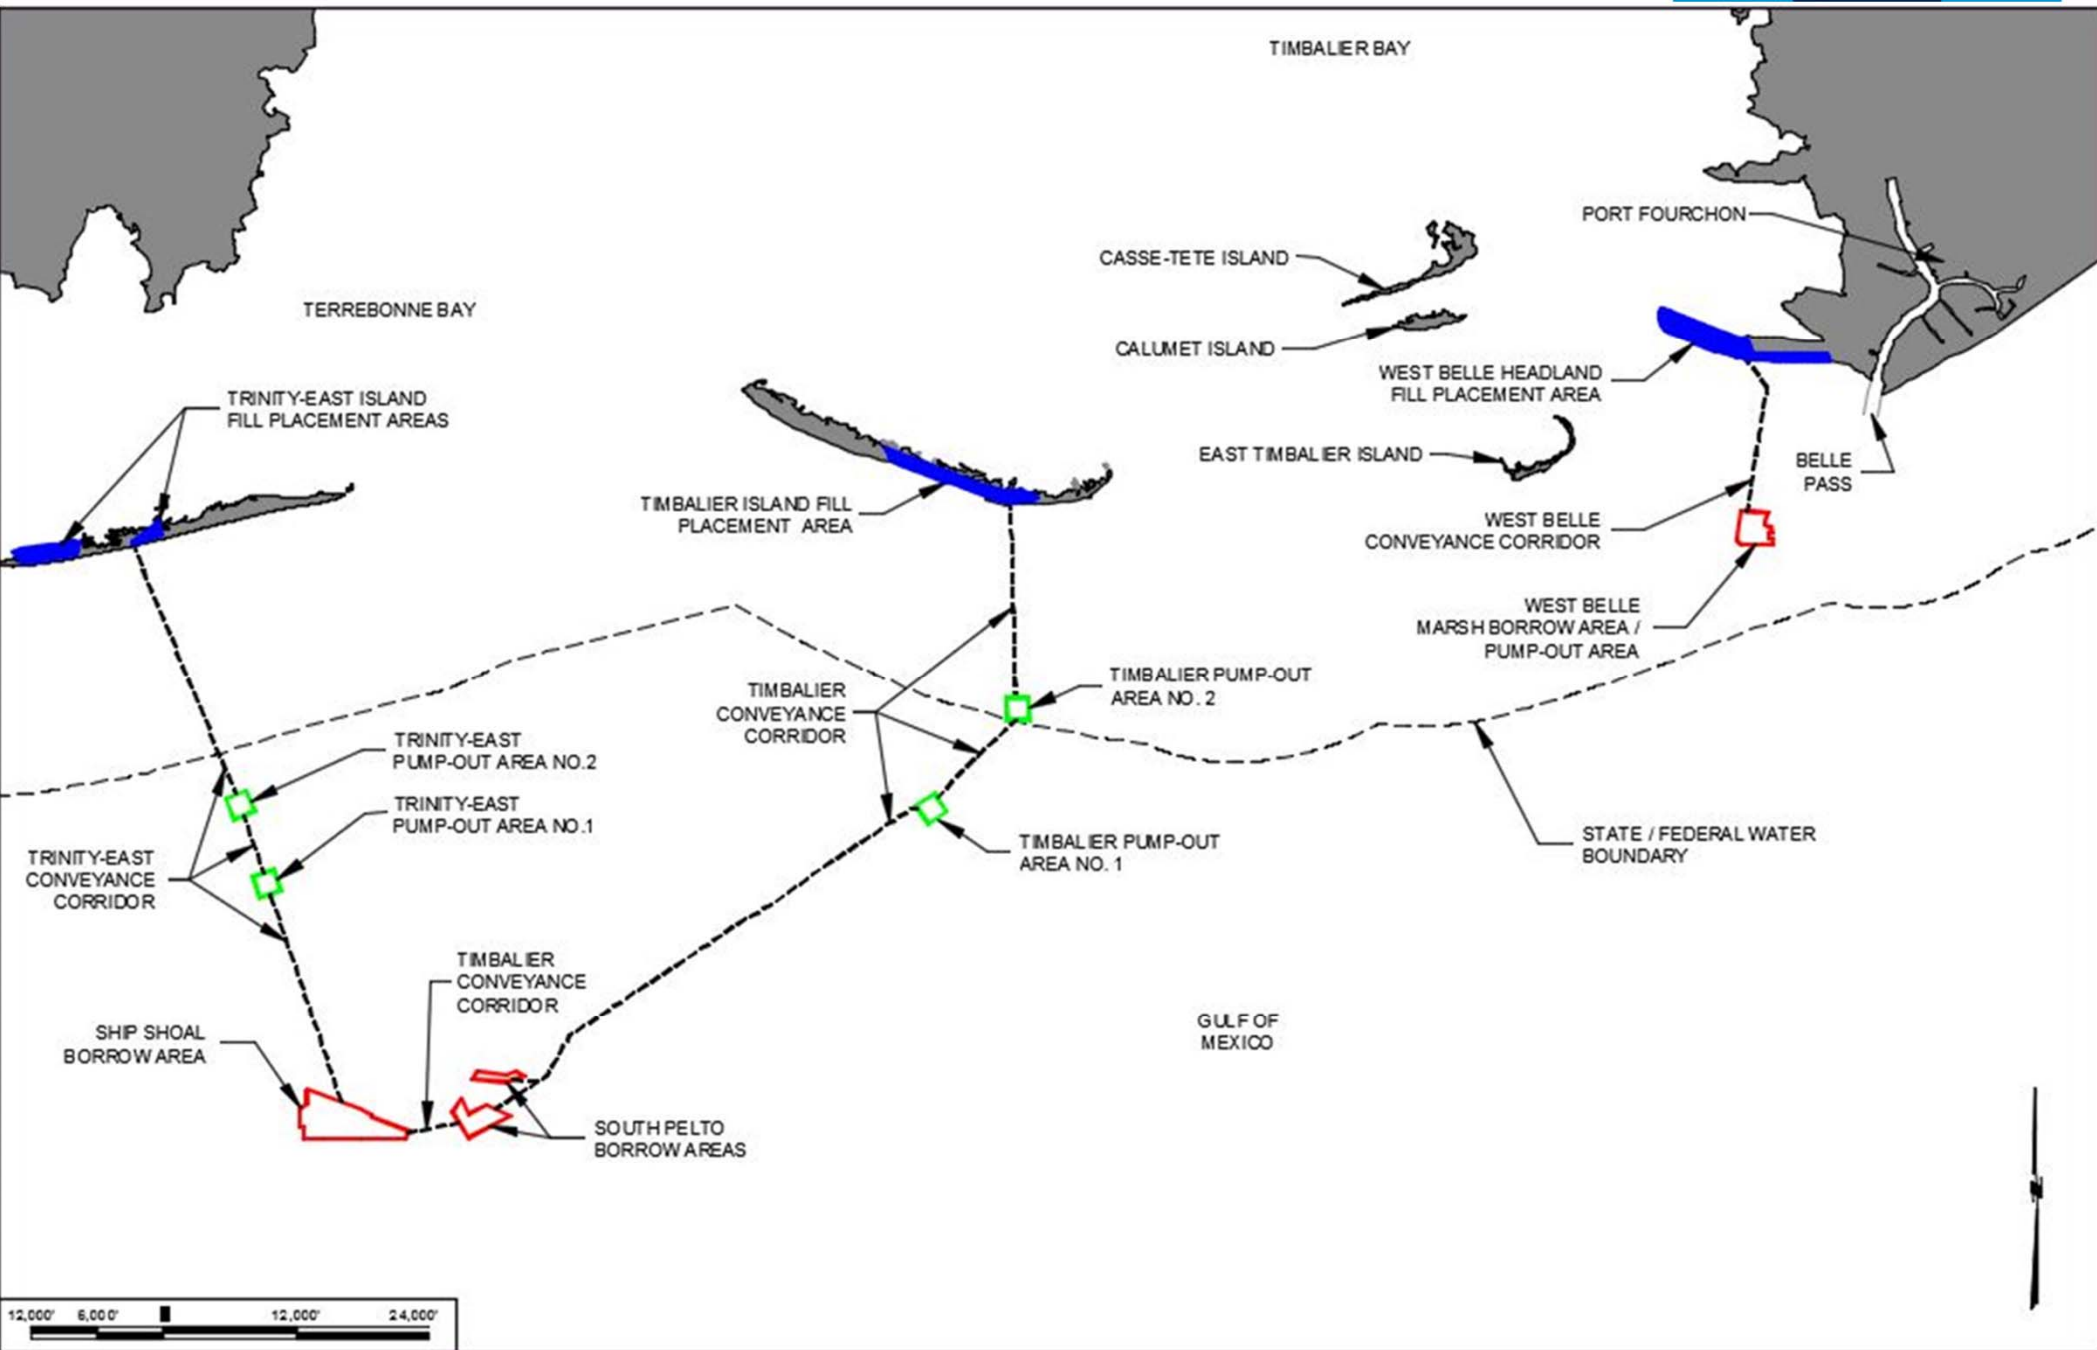 TIMBALIER BAY
PORT FOURCHON
CASSE-TETE ISLAND
TERREBONNE BAY
CALUMET ISLAND
WEST BELLE HEADLAND
FILL PLACEMENT AREA
TRINITY-EAST ISLAND
FILL PLACEMENT AREAS
EAST TIMBALIER ISLAND
BELLE
PASS
TIMBALIER ISLAND FILL
PLACEMENT AREA
WEST BELLE
CONVEYANCE CORRIDOR
WEST BELLE
MARSH BORROW AREA /
PUMP-OUT AREA
TIMBALIER PUMP-OUT
AREA NO. 2
TIMBALIER
CONVEYANCE
CORRIDOR
TRINITY-EAST
PUMP-OUT AREA NO.2
TRINITY-EAST
PUMP-OUT AREA NO.1
TIMBALIER PUMP-OUT
AREA NO. 1
STATE / FEDERAL WATER
BOUNDARY
TRINITY-EAST
CONVEYANCE
CORRIDOR
TIMBALIER
CONVEYANCE
CORRIDOR
GULF OF
MEXICO
SHIP SHOAL
BORROW AREA
SOUTH PELTO
BORROW AREAS
N
12,000' 6,000' 0 12,000' 24,000'